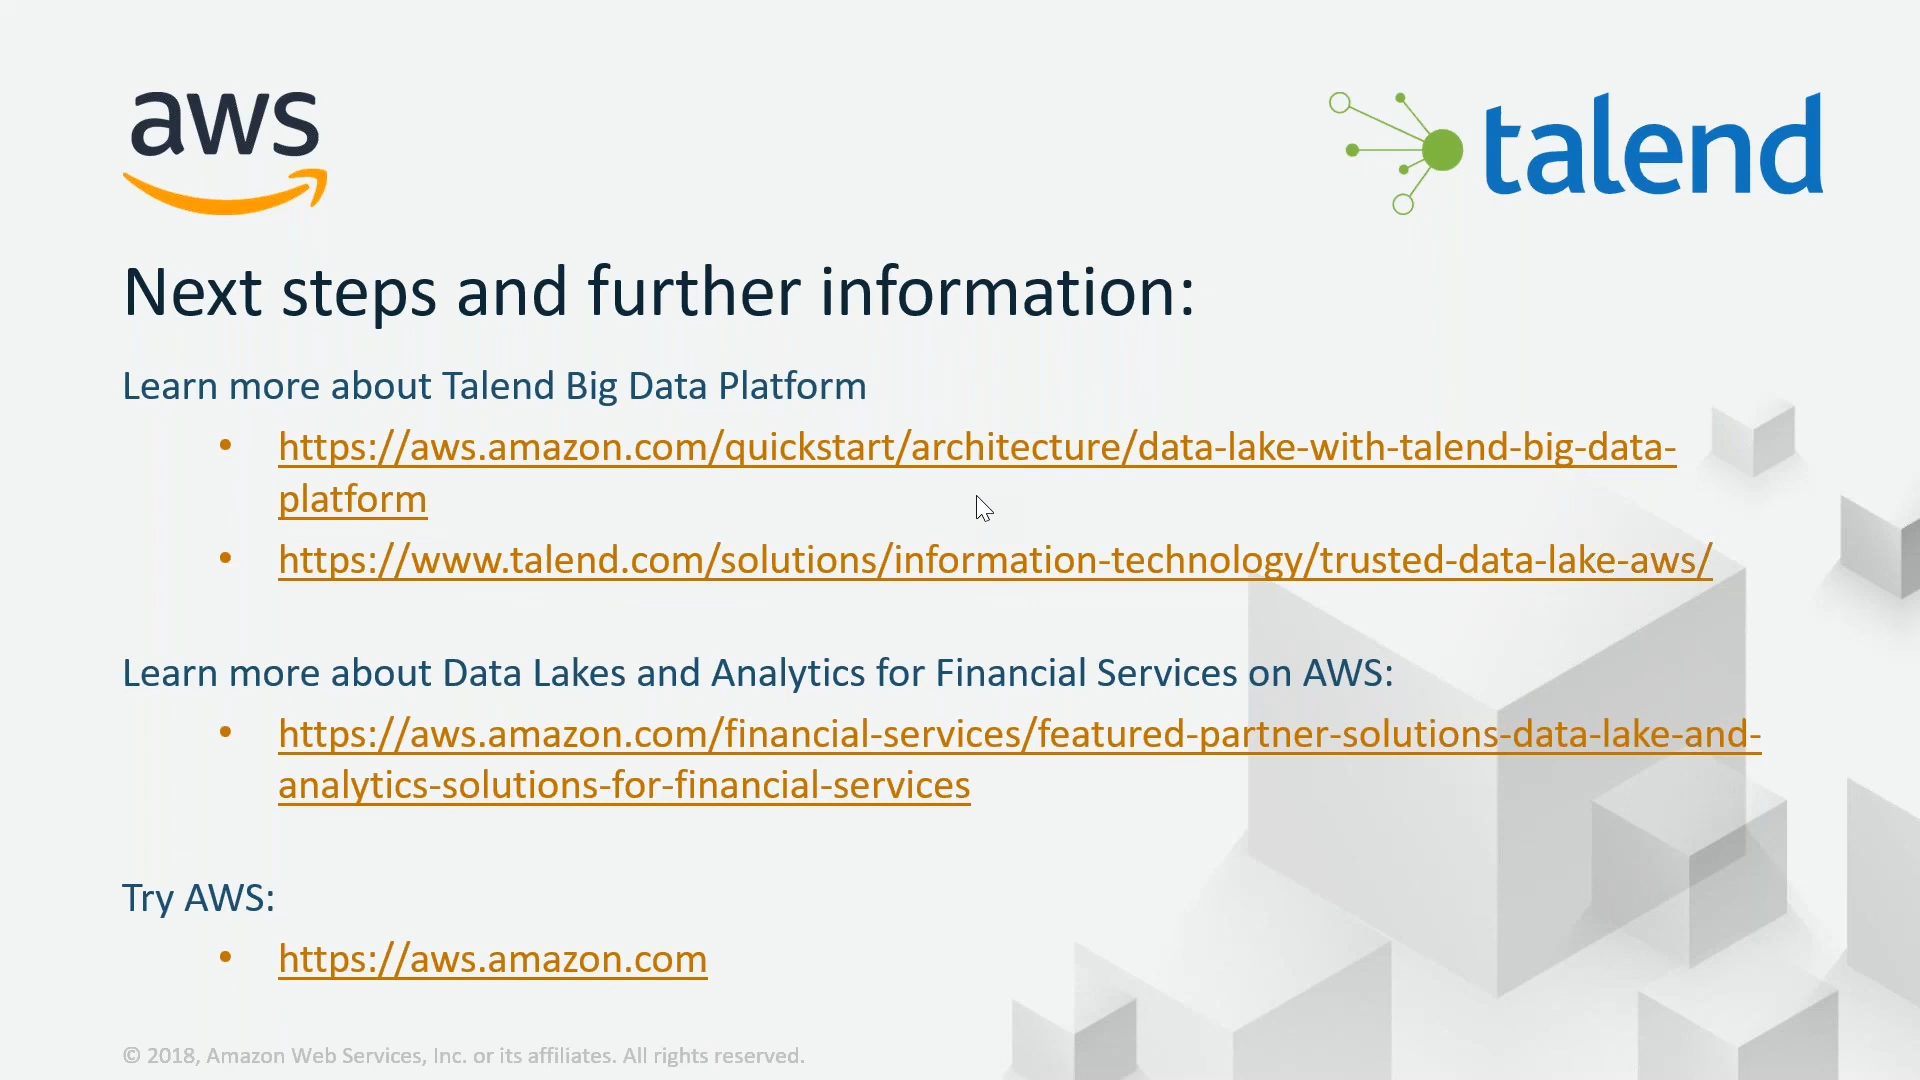 aws
talend
Next steps and further information:
Learn more about Talend Big Data Platform
• https://aws.amazon.com/quickstart/architecture/data-lake-with-talend-big-data-
platform
• https://www.talend.com/solutions/information-technology/trusted-data-lake-aws/
Learn more about Data Lakes and Analytics for Financial Services on AWS:
• https://aws.amazon.com/financial-services/featured-partner-solutions-data-lake-and-
analytics-solutions-for-financial-services
Try AWS:
• https://aws.amazon.com
© 2018, Amazon Web Services, Inc. or its affiliates. All rights reserved.